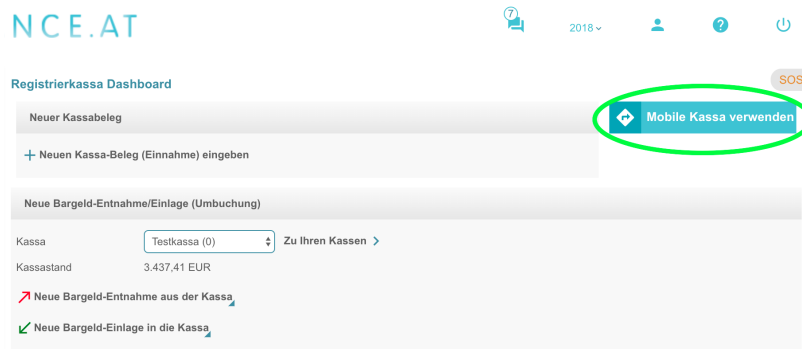 NCE.AT
7
2018
Registrierkassa Dashboard
SOS
Neuer Kassabeleg
Mobile Kassa verwenden
+ Neuen Kassa-Beleg (Einnahme) eingeben
Neue Bargeld-Entnahme/Einlage (Umbuchung)
Kassa Testkassa (0) Zu Ihren Kassen
Kassastand 3.437,41 EUR
Neue Bargeld-Entnahme aus der Kassa
Neue Bargeld-Einlage in die Kassa